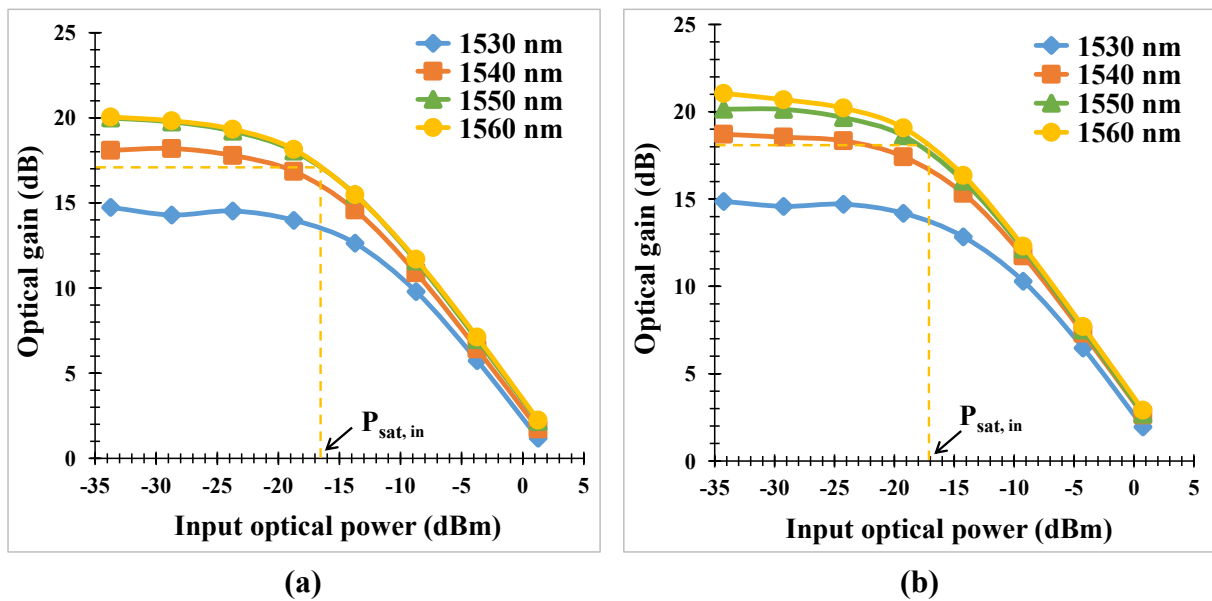 25
20
15
10
5
0
-35 -30 -25 -20 -15 -10 -5 0 5
Optical gain (dB)
Input optical power (dBm)
1530 nm
1540 nm
1550 nm
1560 nm
Psat, in
(a)
25
20
15
10
5
0
-35 -30 -25 -20 -15 -10 -5 0 5
Optical gain (dB)
Input optical power (dBm)
1530 nm
1540 nm
1550 nm
1560 nm
Psat, in
(b)